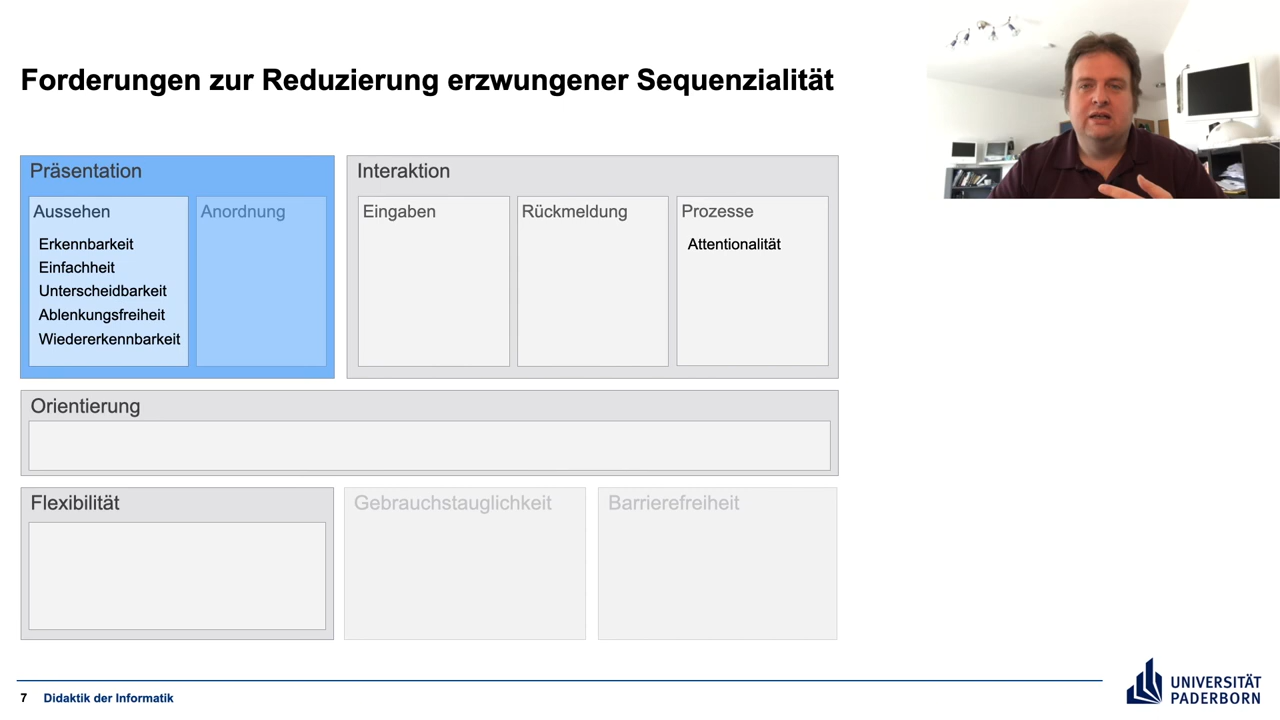 Forderungen zur Reduzierung erzwungener Sequenzialität
Präsentation
Aussehen
Erkennbarkeit
Einfachheit
Unterscheidbarkeit
Ablenkungsfreiheit
Wiedererkennbarkeit
Anordnung
Interaktion
Eingaben
Rückmeldung
Prozesse
Attentionalität
Orientierung
Flexibilität
Gebrauchstauglichkeit
Barrierefreiheit
7 Didaktik der Informatik
UNIVERSITÄT
PADERBORN